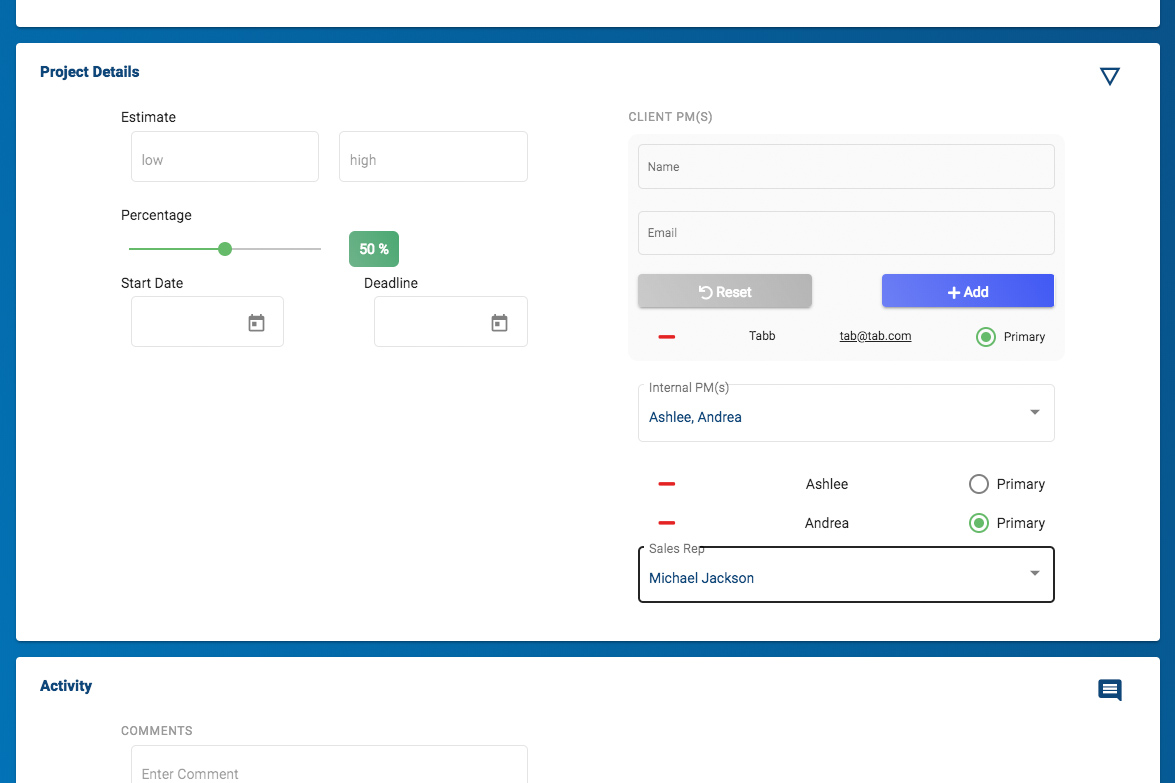 Project Details
Estimate
low
high
Percentage
50 %
Start Date
Deadline
CLIENT PM(S)
Name
Email
Reset
Add
Tabb
tab@tab.com
Primary
Internal PM(s)
Ashlee, Andrea
Ashlee
Primary
Andrea
Primary
Sales Rep
Michael Jackson
Activity
COMMENTS
Enter Comment